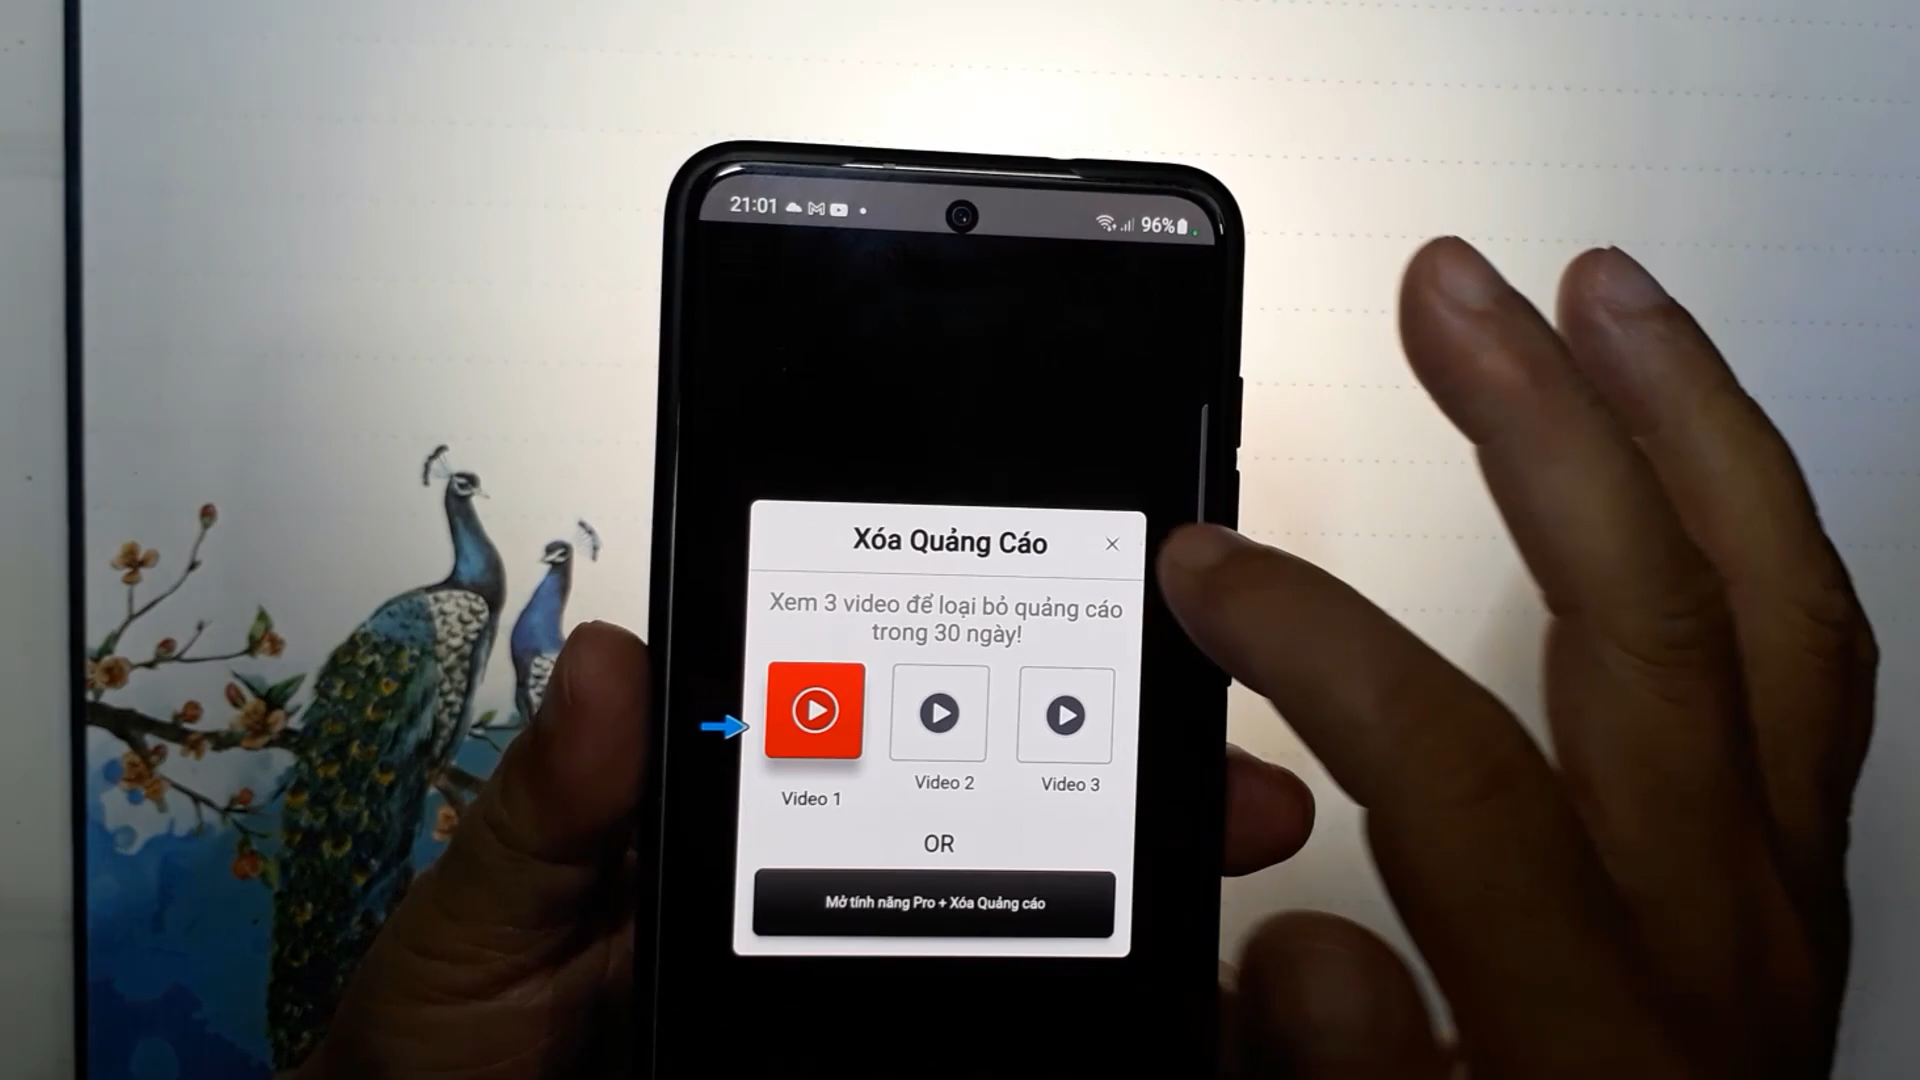 21:01
96%
Xóa Quảng Cáo
Xem 3 video để loại bỏ quảng cáo
trong 30 ngày!
Video 1
Video 2
Video 3
OR
Mở tính năng Pro + Xóa Quảng cáo